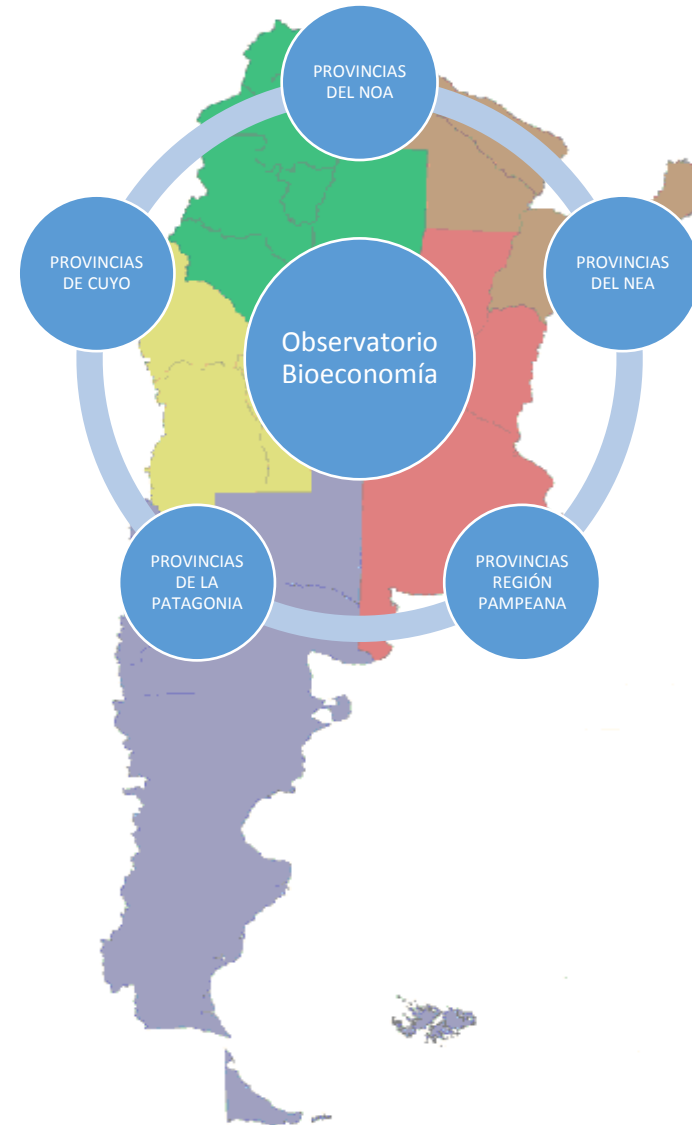 PROVINCIAS
DEL NOA
PROVINCIAS
DE CUYO
PROVINCIAS
DEL NEA
Observatorio
Bioeconomía
PROVINCIAS
DE LA
PATAGONIA
PROVINCIAS
REGIÓN
PAMPEANA